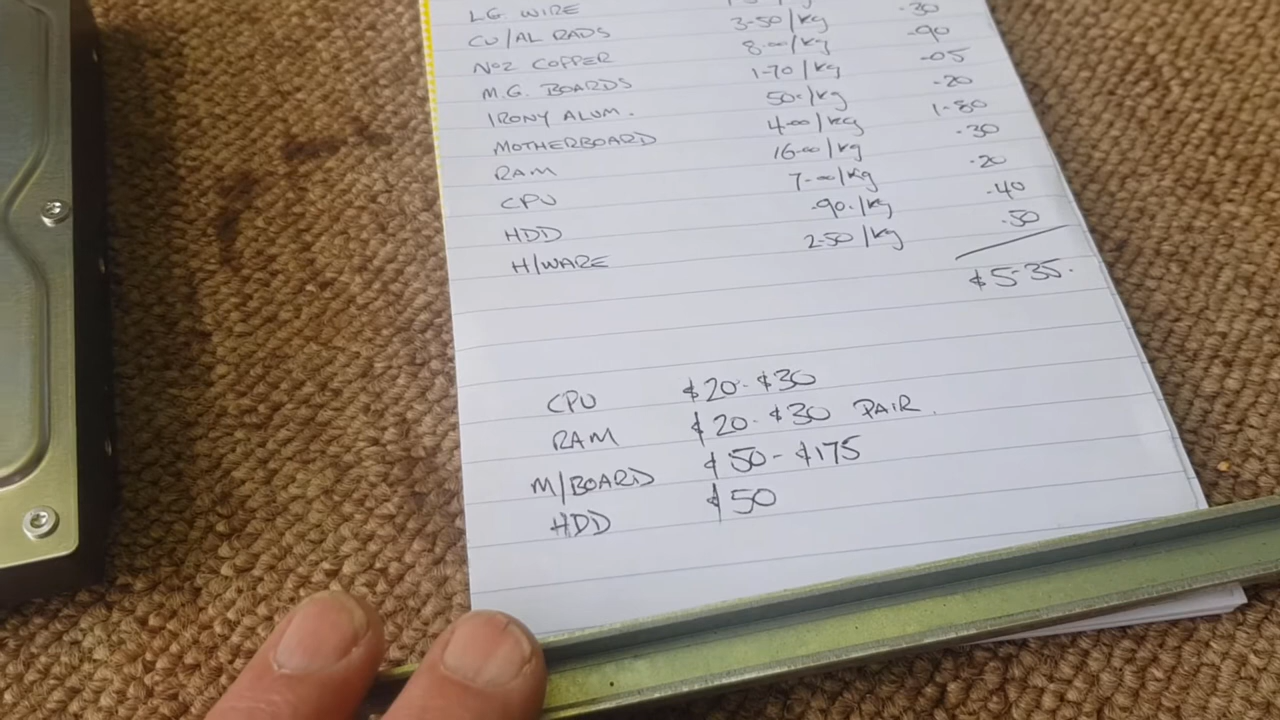 LG. WIRE
CU/AL RADS 3-50/kg .30
No2 COPPER 8-00/kg .90
M.G. BOARDS 1-70/kg .05
IRONY ALUM. 50./kg .20
MOTHERBOARD 4-00/kg 1-80
RAM 16-00/kg .30
CPU 7-00/kg .20
HDD .90./kg .40
H/WARE 2-50/kg .50
$5-35.
CPU $20-$30
RAM $20-$30 PAIR.
M/BOARD $50-$175
HDD $50